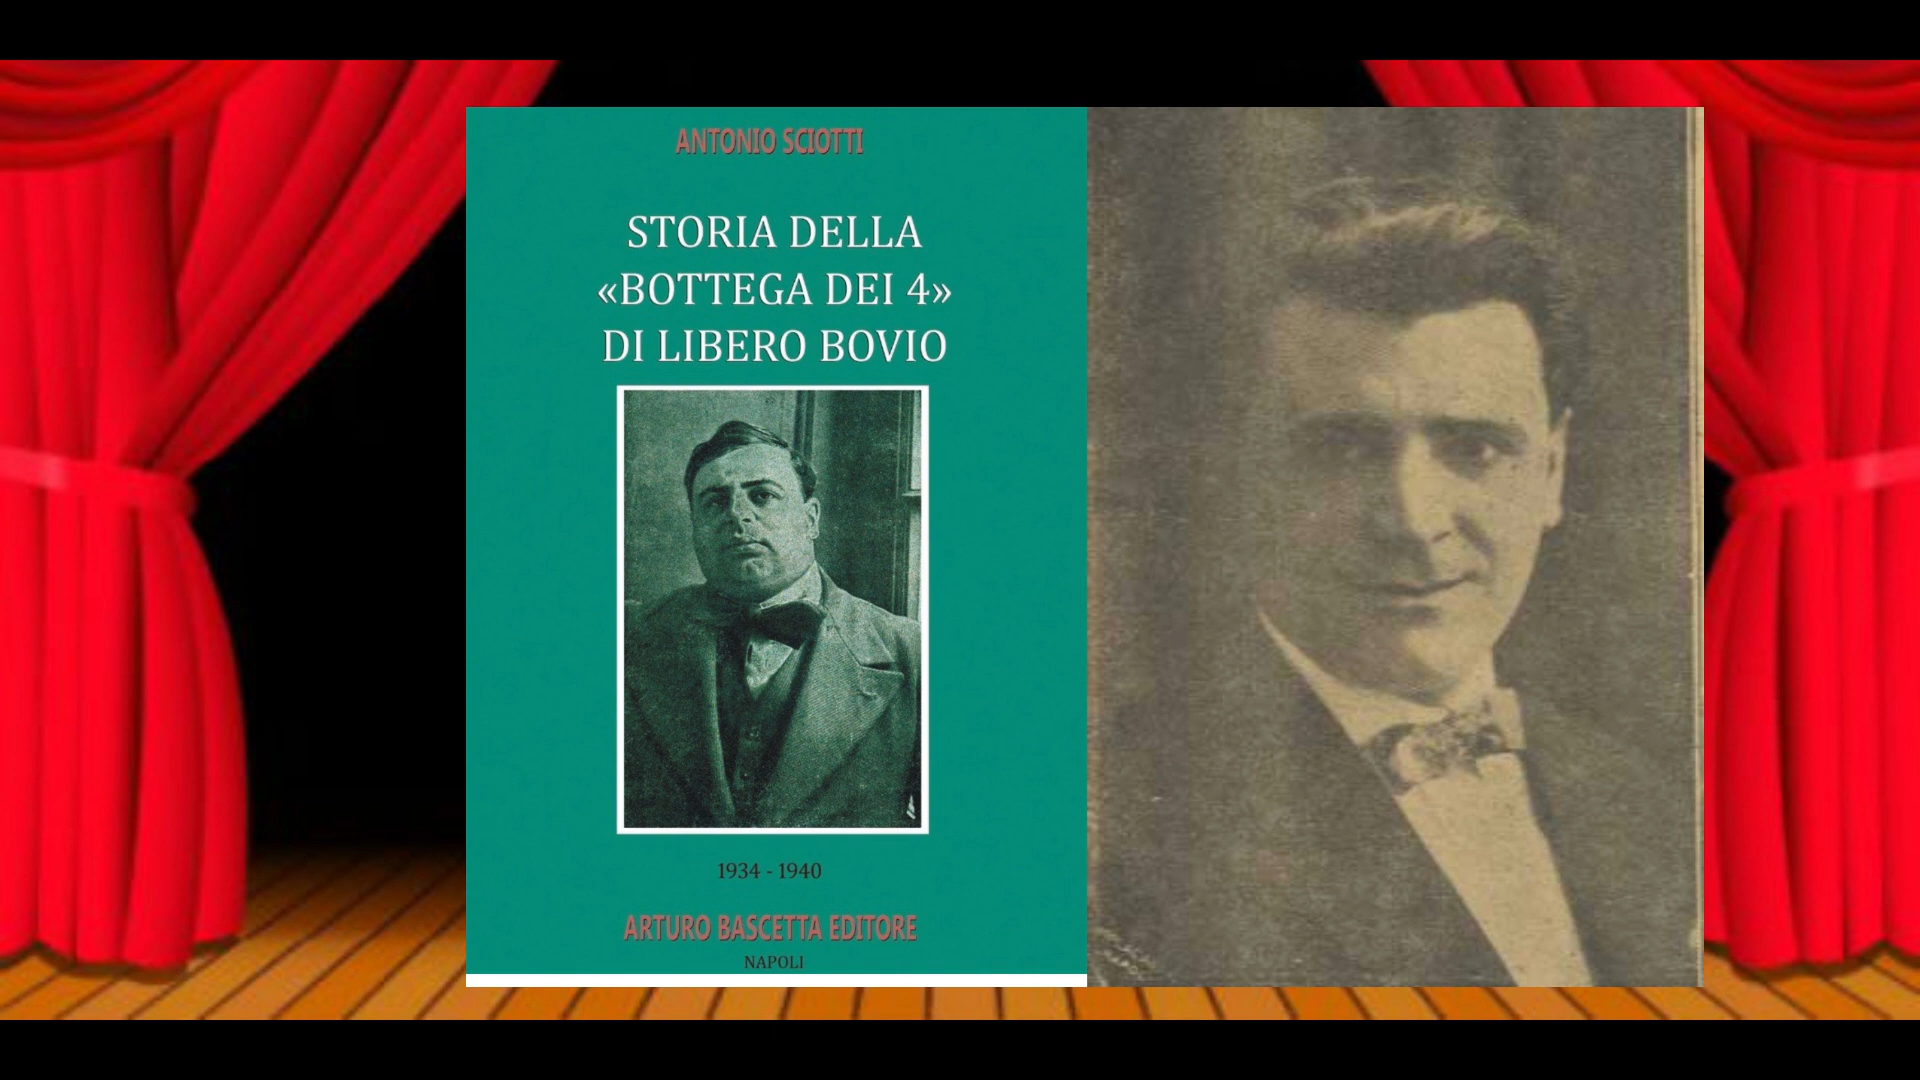 ANTONIO SCIOTTI
STORIA DELLA
«BOTTEGA DEI 4»
DI LIBERO BOVIO
1934 - 1940
ARTURO BASCETTA EDITORE
NAPOLI